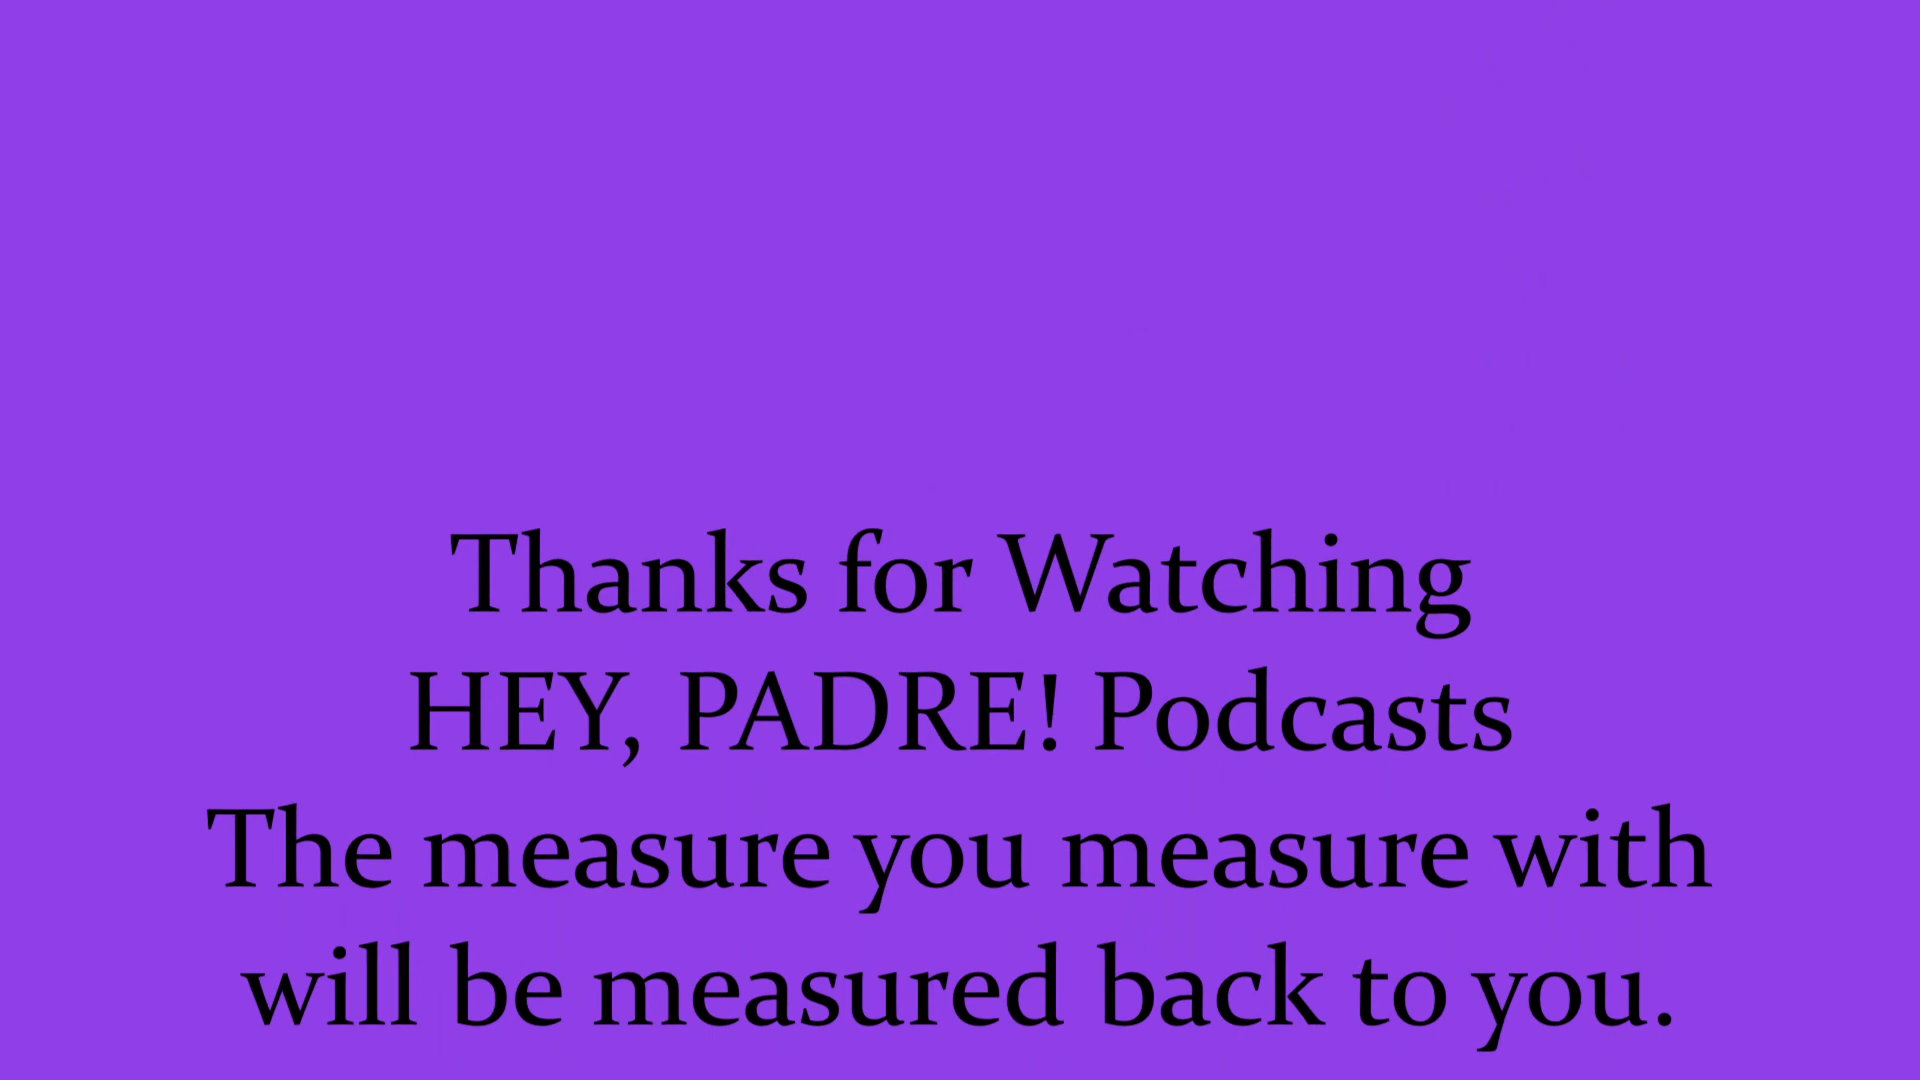 Thanks for Watching
HEY, PADRE! Podcasts
The measure you measure with
will be measured back to you.